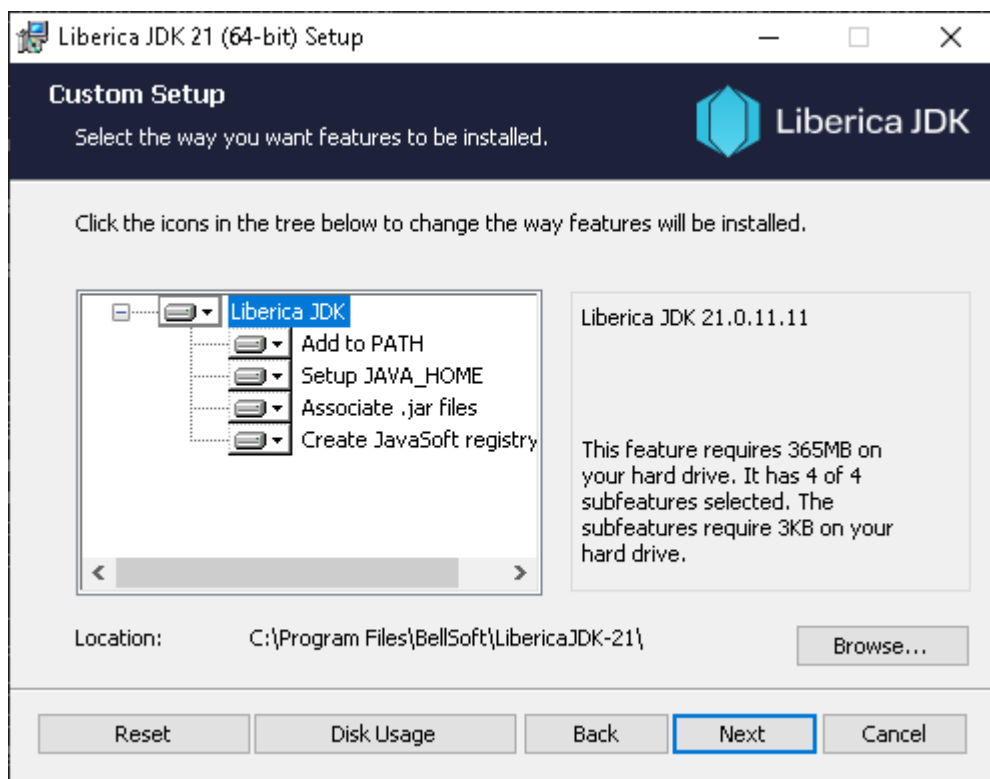 Liberica JDK 21 (64-bit) Setup
Custom Setup
Select the way you want features to be installed.
Liberica JDK
Click the icons in the tree below to change the way features will be installed.
Liberica JDK
Add to PATH
Setup JAVA_HOME
Associate .jar files
Create JavaSoft registry
Liberica JDK 21.0.11.11
This feature requires 365MB on
your hard drive. It has 4 of 4
subfeatures selected. The
subfeatures require 3KB on your
hard drive.
Location: C:\Program Files\BellSoft\LibericaJDK-21\
Browse...
Reset Disk Usage Back Next Cancel